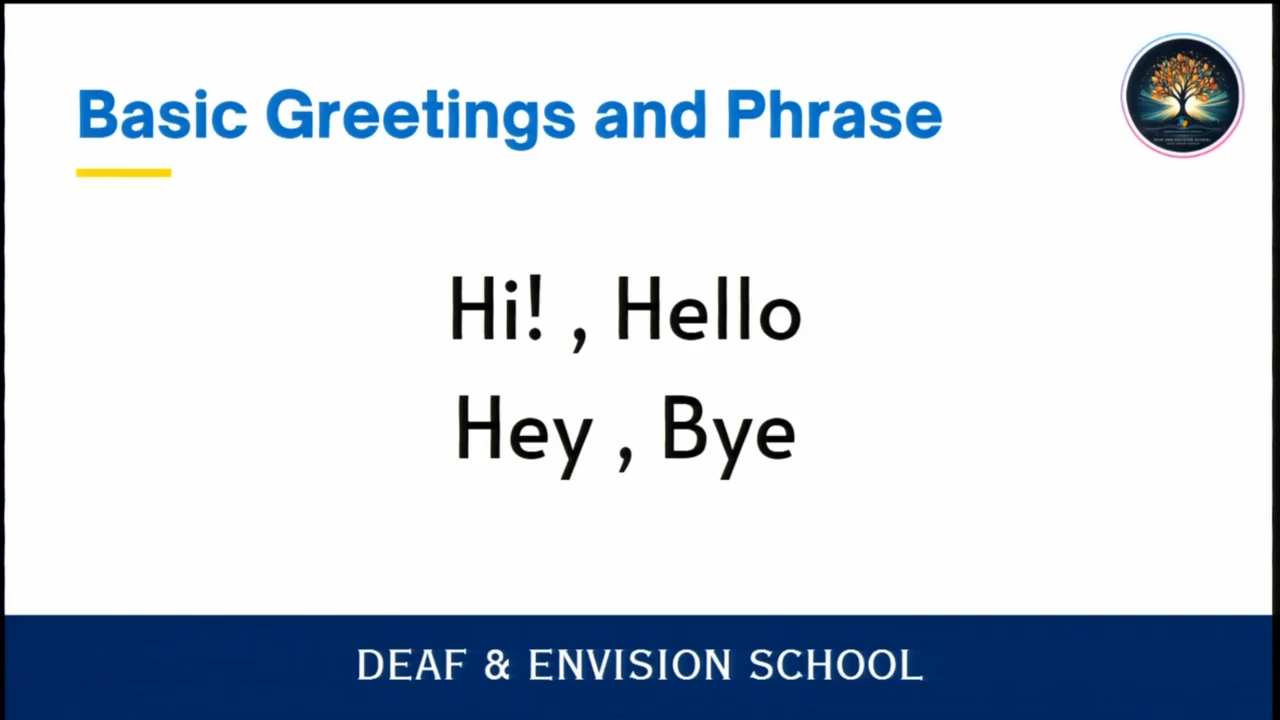 Basic Greetings and Phrase
Hi! , Hello
Hey , Bye
DEAF & ENVISION SCHOOL